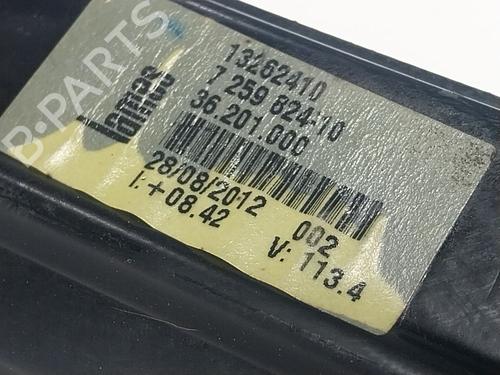 B-PARTS
13262410
7 259 824-10
36.201.000
28/08/2012 002
I: +08.42 V: 113.4